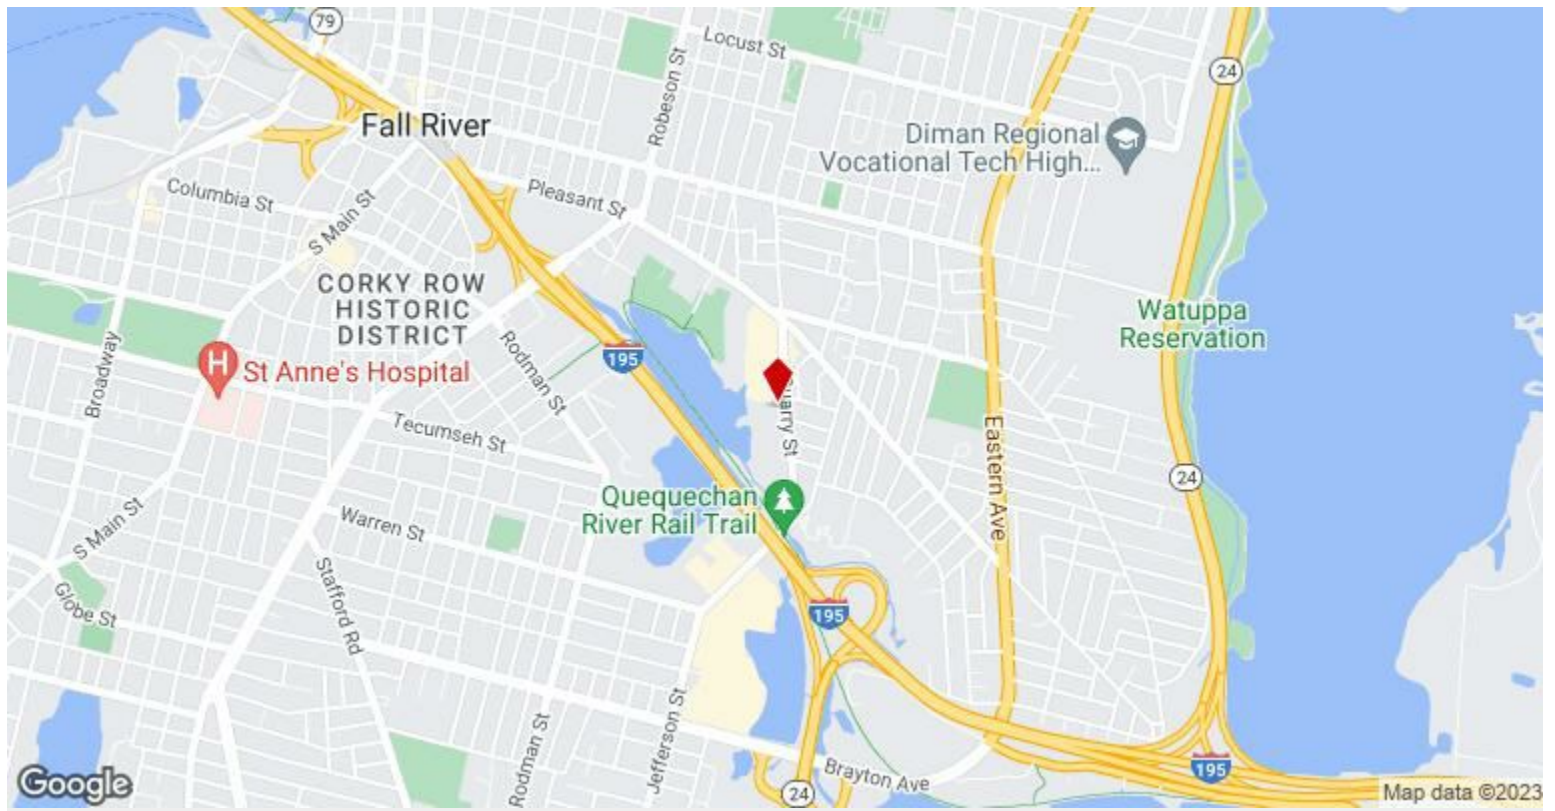 79
Locust St
24
Robeson St
Fall River
Diman Regional
Vocational Tech High...
Columbia St
S Main St
Pleasant St
CORKY ROW
HISTORIC
DISTRICT
Watuppa
Reservation
Broadway
Rodman St
195
St Anne's Hospital
H
Tecumseh St
Eastern Ave
24
Quequechan
River Rail Trail
S Main St
Warren St
Stafford Rd
Globe St
195
Jefferson St
Rodman St
Brayton Ave
195
24
Google
Map data ©2023